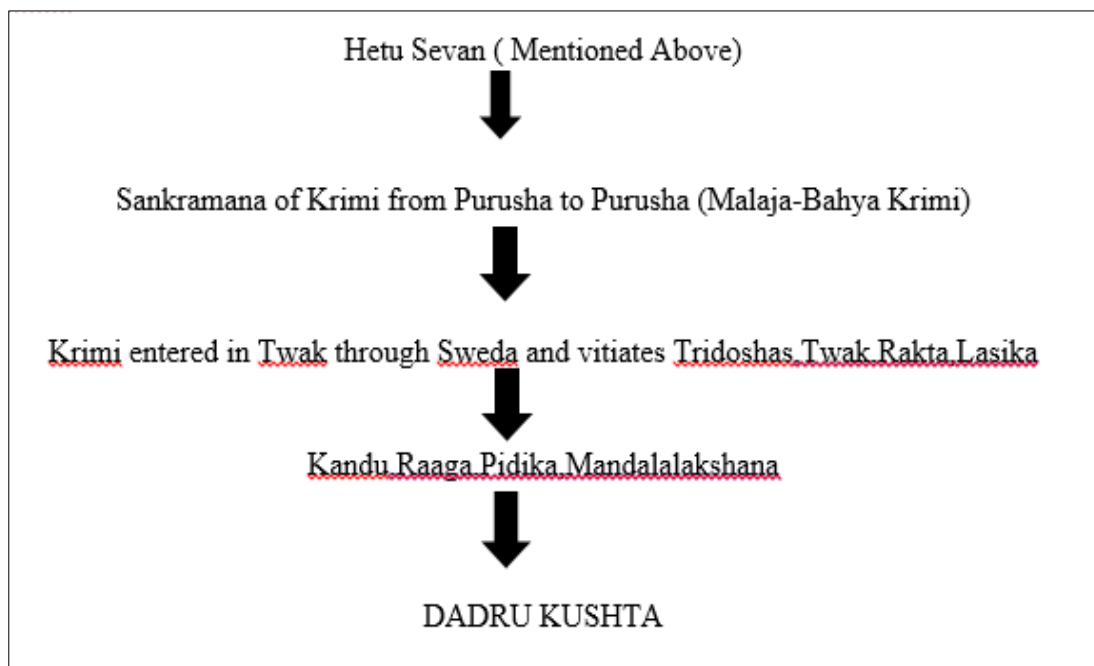 Hetu Sevan ( Mentioned Above)
Sankramana of Krimi from Purusha to Purusha (Malaja-Bahya Krimi)
Krimi entered in Twak through Sweda and vitiates Tridoshas,Twak,Rakta,Lasika
Kandu,Raaga,Pidika,Mandalalakshana
DADRU KUSHTA